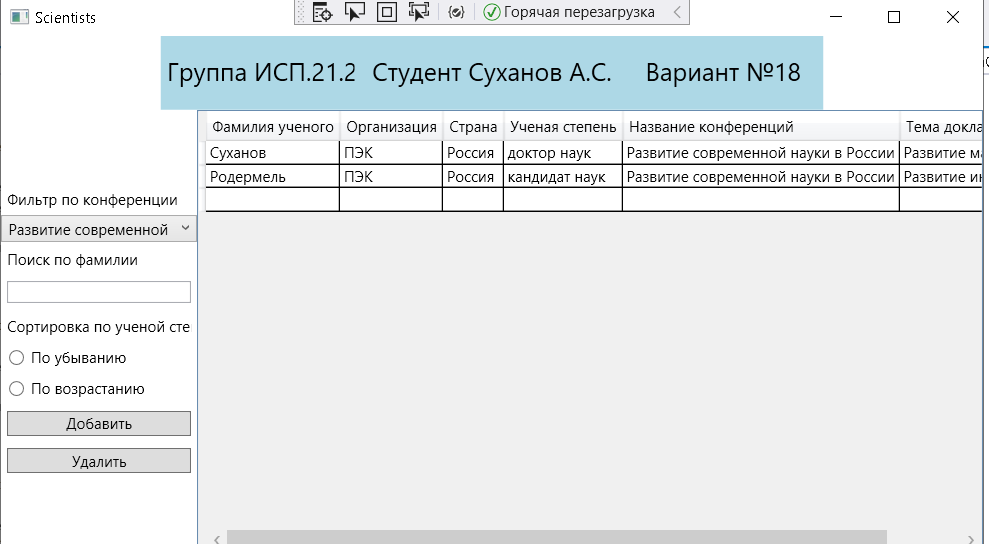 Scientists
Горячая перезагрузка
Группа ИСП.21.2 Студент Суханов А.С. Вариант №18
Фамилия ученого Организация Страна Ученая степень Название конференций Тема докла
Суханов ПЭК Россия доктор наук Развитие современной науки в России Развитие ма
Родермель ПЭК Россия кандидат наук Развитие современной науки в России Развитие ин
Фильтр по конференции
Развитие современной
Поиск по фамилии
Сортировка по ученой сте
По убыванию
По возрастанию
Добавить
Удалить